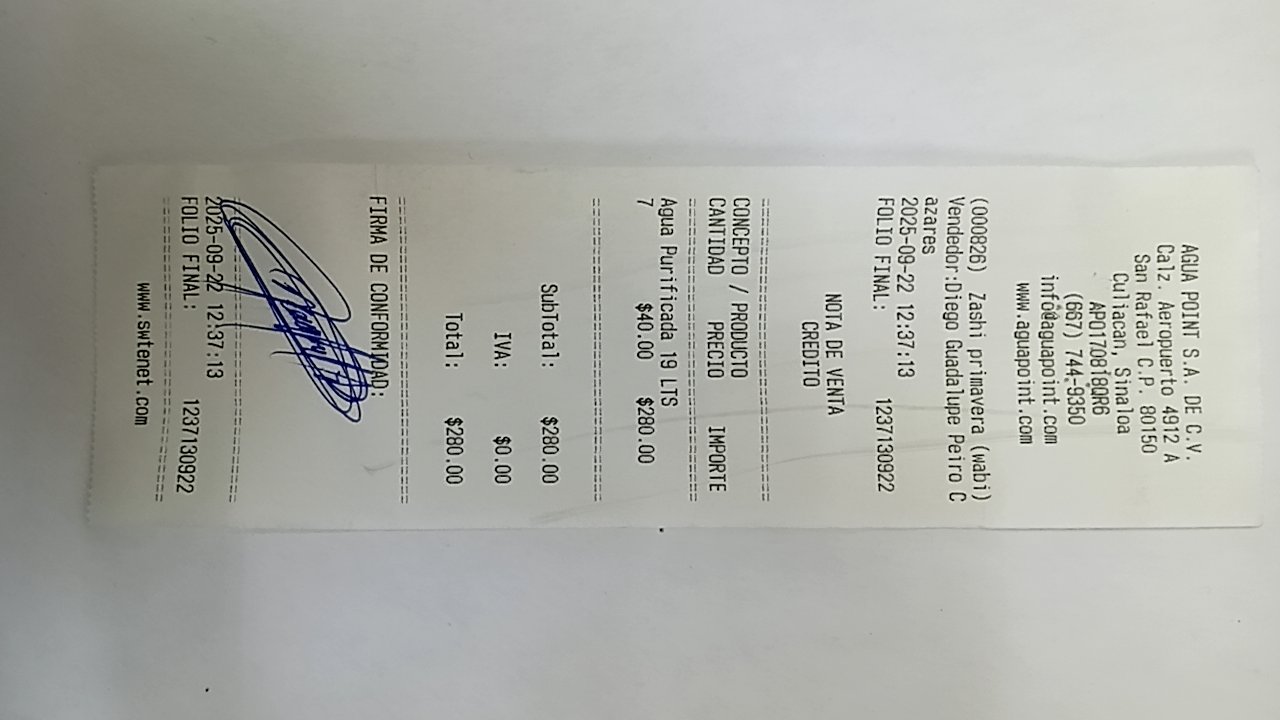 AGUA POINT S.A. DE C.V.
Calz. Aeropuerto 4912 A
San Rafael C.P. 80150
Culiacan, Sinaloa
APO170818QR6
(667) 744-9350
info@aguapoint.com
www.aguapoint.com
(000826) Zashi primavera (wabi)
Vendedor:Diego Guadalupe Peiro C
azares
2025-09-22 12:37:13
FOLIO FINAL: 1237130922
NOTA DE VENTA
CREDITO
CONCEPTO / PRODUCTO
CANTIDAD PRECIO IMPORTE
Agua Purificada 19 LTS
7 $40.00 $280.00
SubTotal: $280.00
IVA: $0.00
Total: $280.00
FIRMA DE CONFORMIDAD:
2025-09-22 12:37:13
FOLIO FINAL: 1237130922
www.swtenet.com